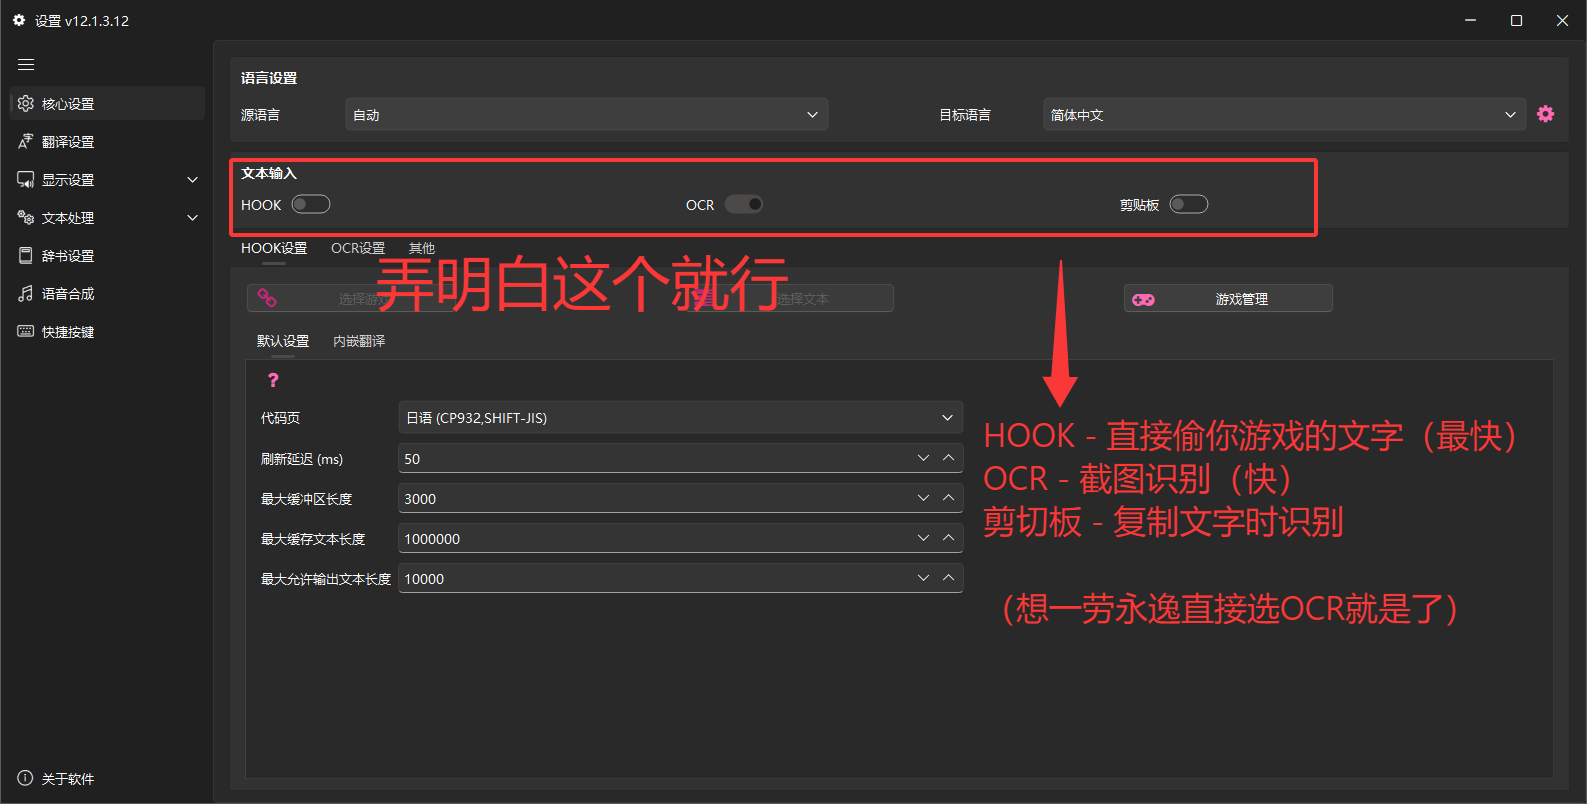 设置 v12.1.3.12
核心设置
翻译设置
显示设置
文本处理
辞书设置
语音合成
快捷按键
关于软件
语言设置
源语言 自动 目标语言 简体中文
文本输入
HOOK OCR 剪贴板
HOOK设置 OCR设置 其他
弄明白这个就行
选择游戏 选择文本 游戏管理
默认设置 内嵌翻译
?
代码页 日语 (CP932,SHIFT-JIS)
刷新延迟 (ms) 50
最大缓冲区长度 3000
最大缓存文本长度 1000000
最大允许输出文本长度 10000
HOOK - 直接偷你游戏的文字（最快）
OCR - 截图识别（快）
剪切板 - 复制文字时识别
（想一劳永逸直接选OCR就是了）